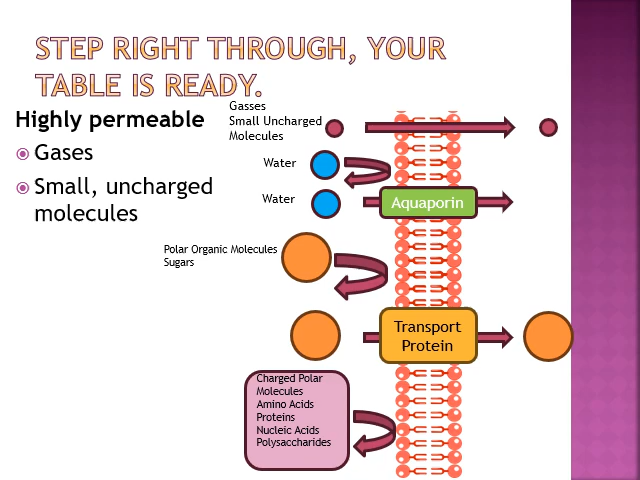 STEP RIGHT THROUGH, YOUR
TABLE IS READY.
Highly permeable
Gases
Small, uncharged
molecules
Gasses
Small Uncharged
Molecules
Water
Water
Aquaporin
Polar Organic Molecules
Sugars
Transport
Protein
Charged Polar
Molecules
Amino Acids
Proteins
Nucleic Acids
Polysaccharides